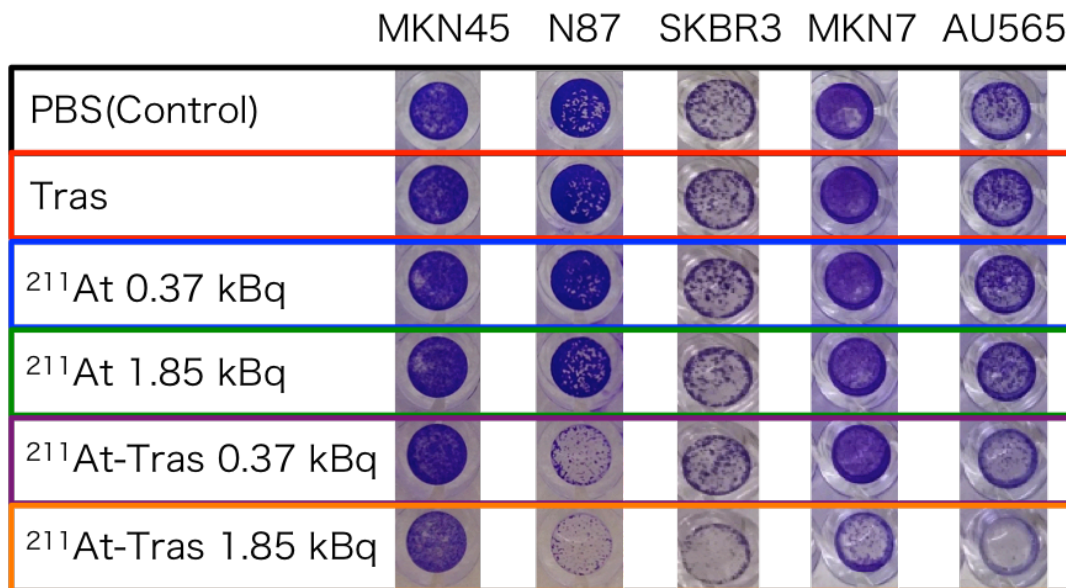 MKN45 N87 SKBR3 MKN7 AU565
PBS(Control)
Tras
²¹¹At 0.37 kBq
²¹¹At 1.85 kBq
²¹¹At-Tras 0.37 kBq
²¹¹At-Tras 1.85 kBq